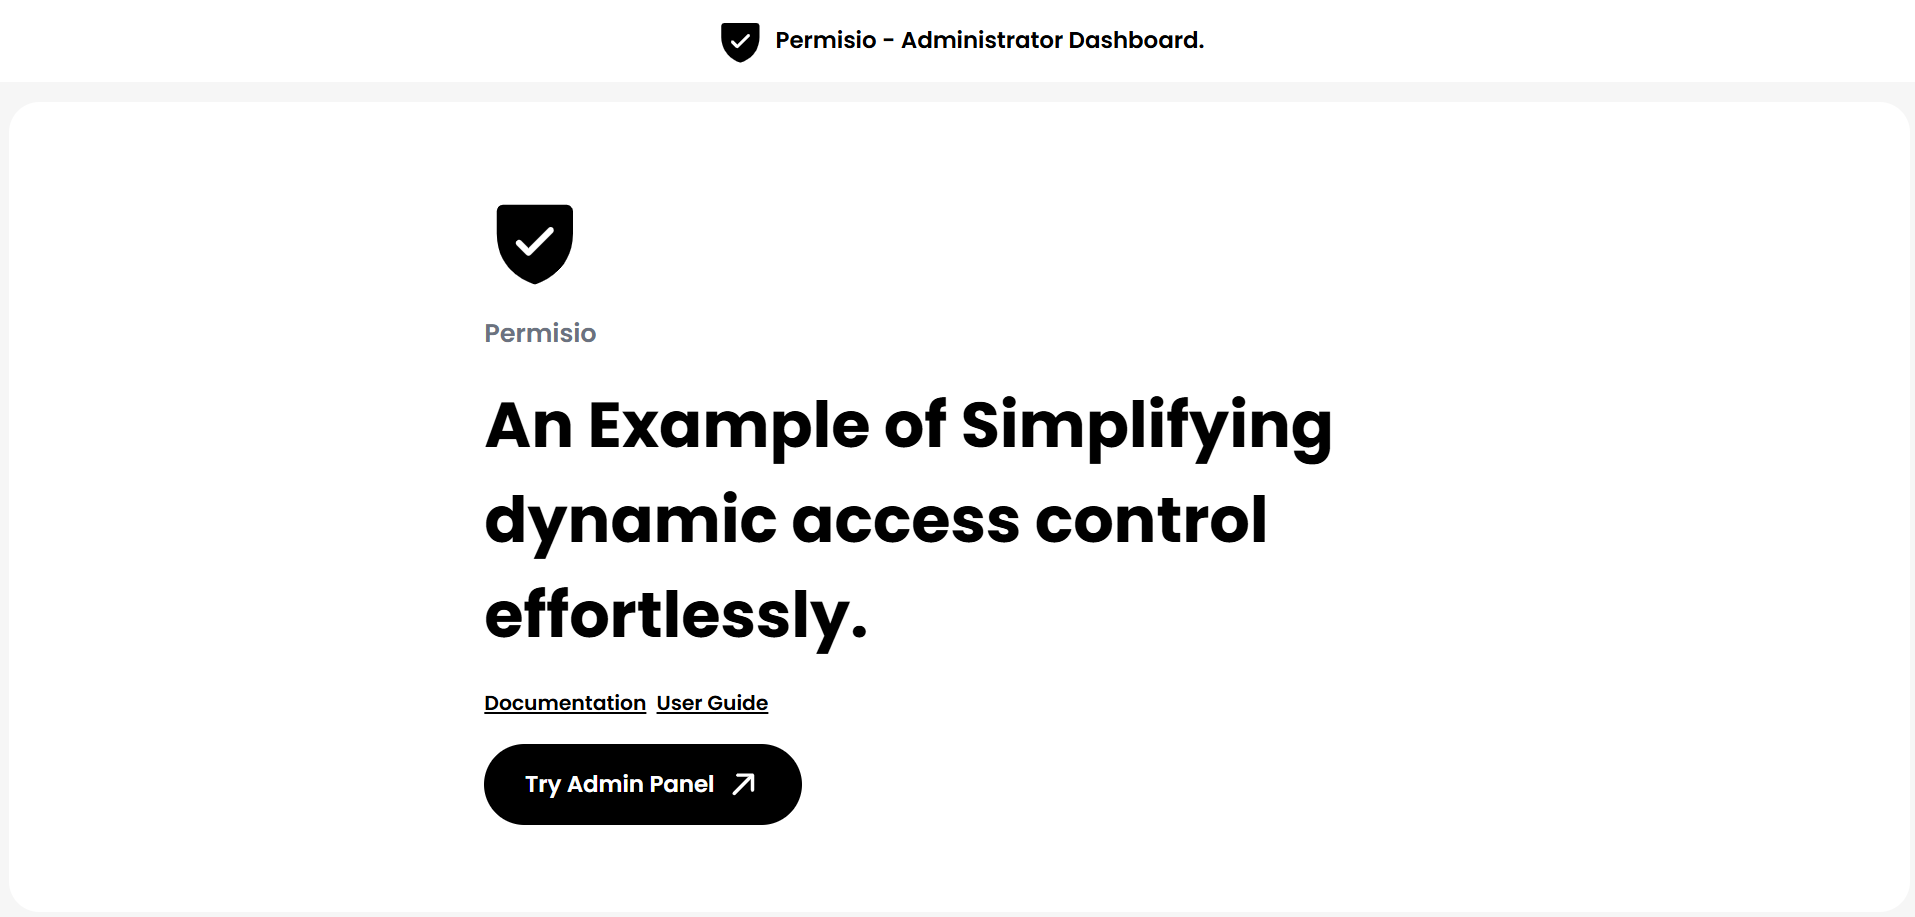 Permisio - Administrator Dashboard.
Permisio
An Example of Simplifying
dynamic access control
effortlessly.
Documentation User Guide
Try Admin Panel